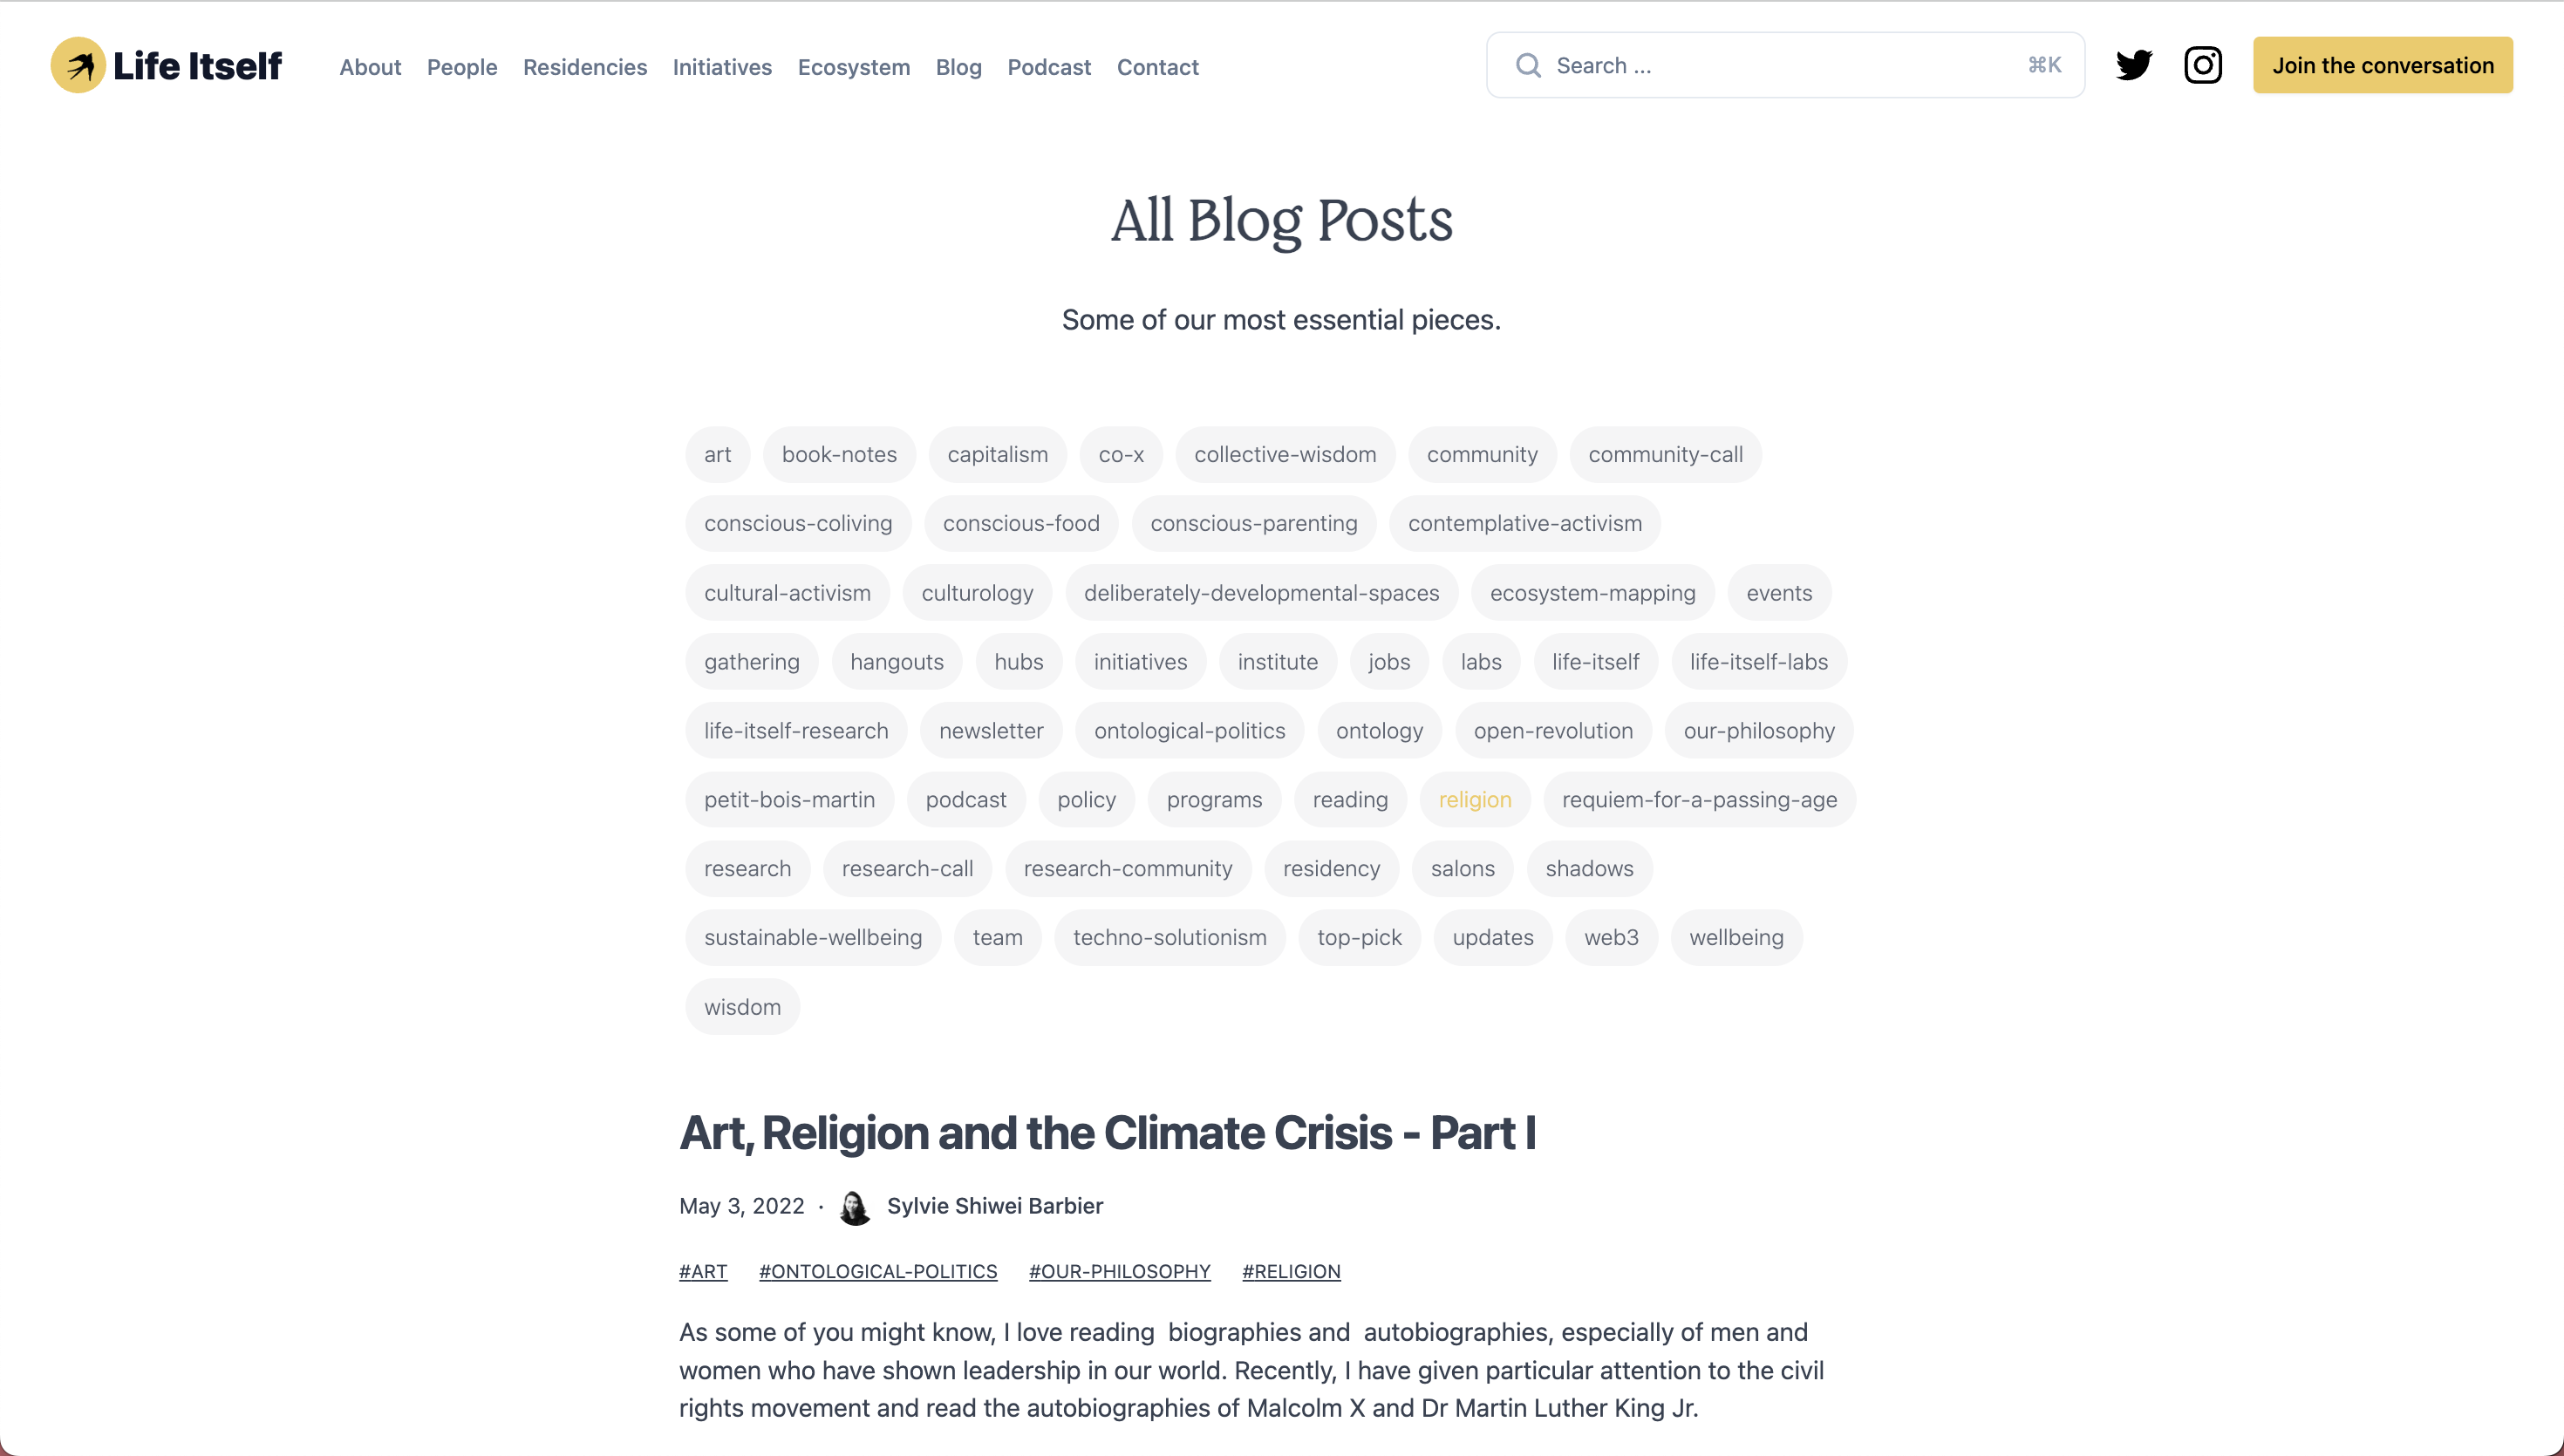 Life Itself About People Residencies Initiatives Ecosystem Blog Podcast Contact Search ... ⌘K Join the conversation
All Blog Posts
Some of our most essential pieces.
art book-notes capitalism co-x collective-wisdom community community-call
conscious-coliving conscious-food conscious-parenting contemplative-activism
cultural-activism culturology deliberately-developmental-spaces ecosystem-mapping events
gathering hangouts hubs initiatives institute jobs labs life-itself life-itself-labs
life-itself-research newsletter ontological-politics ontology open-revolution our-philosophy
petit-bois-martin podcast policy programs reading religion requiem-for-a-passing-age
research research-call research-community residency salons shadows
sustainable-wellbeing team techno-solutionism top-pick updates web3 wellbeing
wisdom
Art, Religion and the Climate Crisis - Part I
May 3, 2022 · Sylvie Shiwei Barbier
#ART #ONTOLOGICAL-POLITICS #OUR-PHILOSOPHY #RELIGION
As some of you might know, I love reading biographies and autobiographies, especially of men and
women who have shown leadership in our world. Recently, I have given particular attention to the civil
rights movement and read the autobiographies of Malcolm X and Dr Martin Luther King Jr.